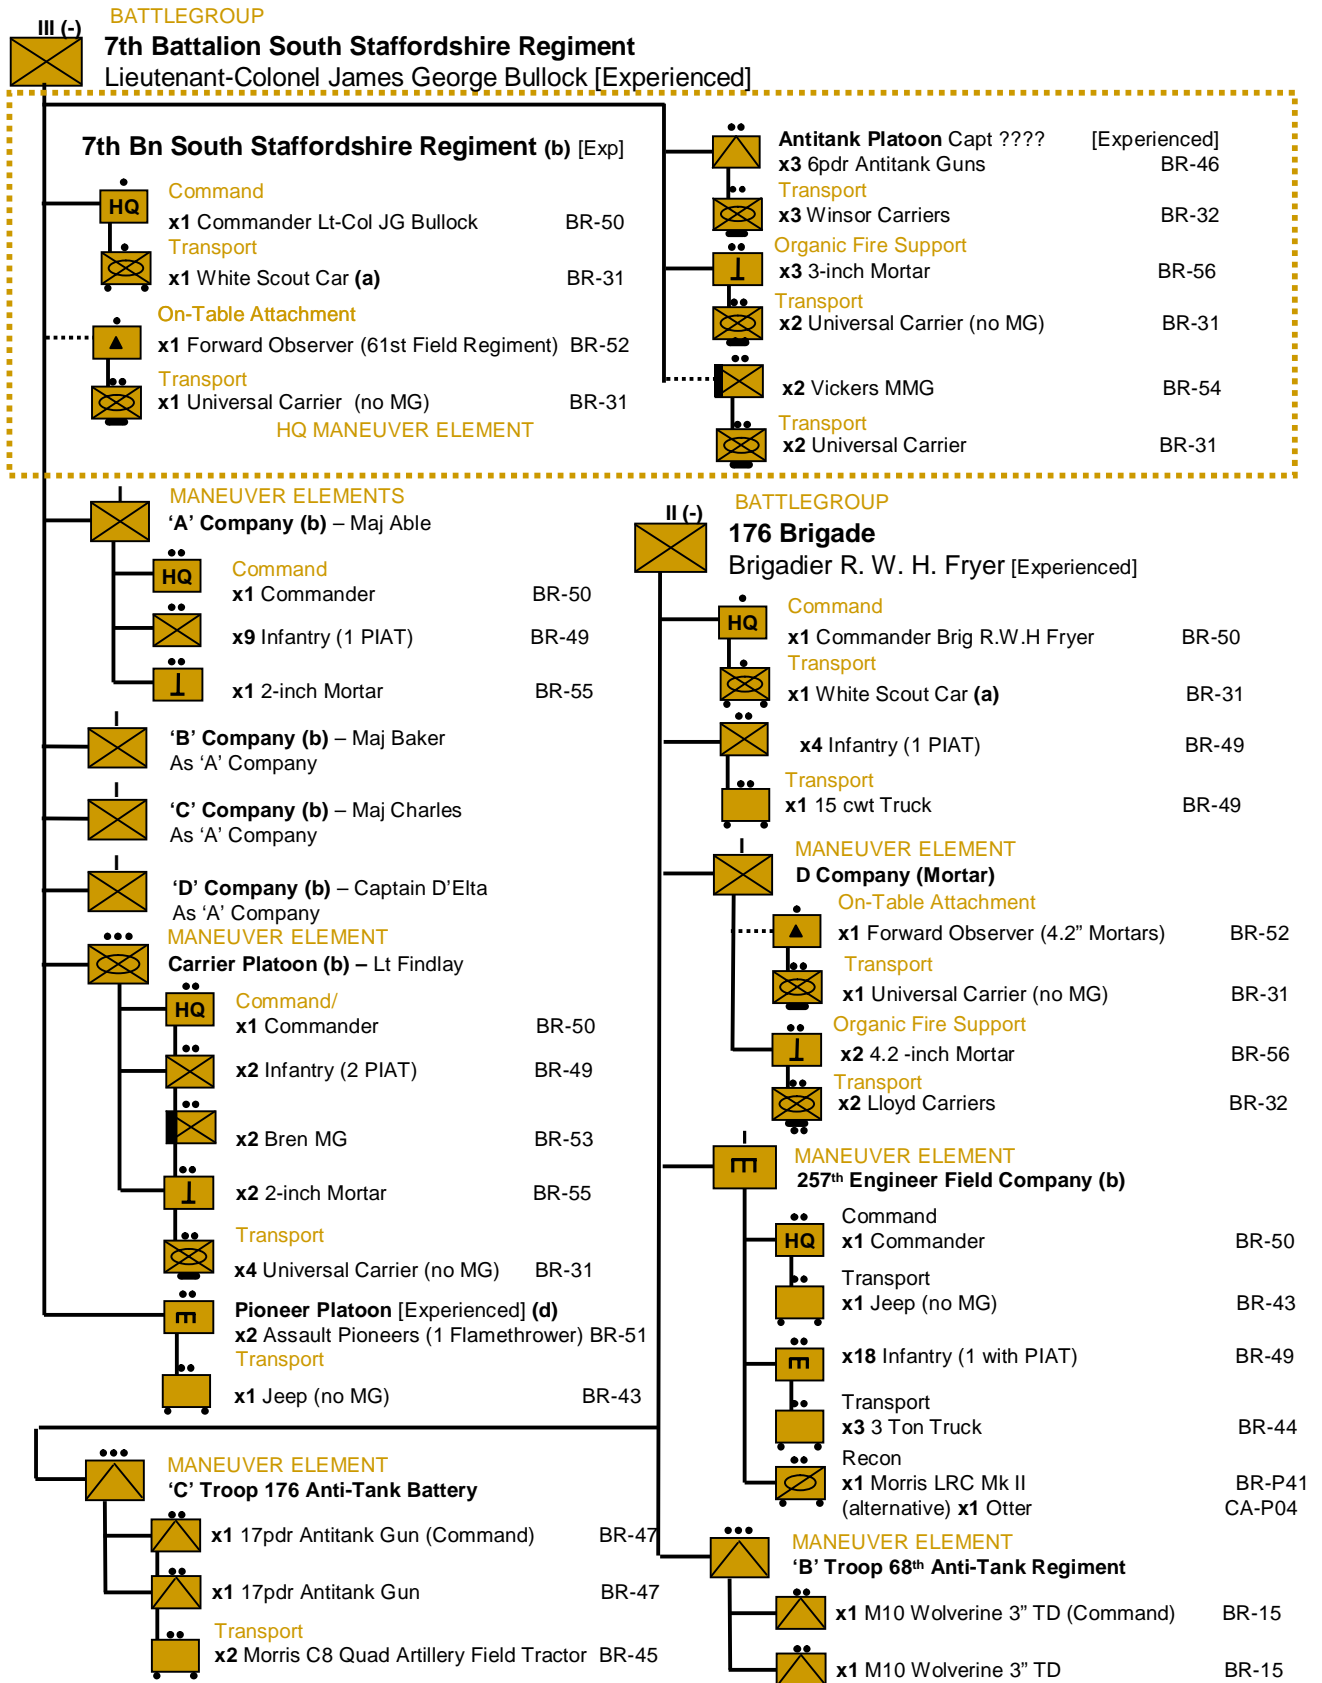 III (-)
BATTLEGROUP
7th Battalion South Staffordshire Regiment
Lieutenant-Colonel James George Bullock [Experienced]
7th Bn South Staffordshire Regiment (b) [Exp]
Command
HQ
x1 Commander Lt-Col JG Bullock BR-50
Transport
x1 White Scout Car (a) BR-31
On-Table Attachment
x1 Forward Observer (61st Field Regiment) BR-52
Transport
x1 Universal Carrier (no MG) BR-31
HQ MANEUVER ELEMENT
Antitank Platoon Capt ???? [Experienced]
x3 6pdr Antitank Guns BR-46
Transport
x3 Winsor Carriers BR-32
Organic Fire Support
x3 3-inch Mortar BR-56
Transport
x2 Universal Carrier (no MG) BR-31
x2 Vickers MMG BR-54
Transport
x2 Universal Carrier BR-31
MANEUVER ELEMENTS
‘A’ Company (b) – Maj Able
Command
HQ
x1 Commander BR-50
x9 Infantry (1 PIAT) BR-49
x1 2-inch Mortar BR-55
‘B’ Company (b) – Maj Baker
As ‘A’ Company
‘C’ Company (b) – Maj Charles
As ‘A’ Company
‘D’ Company (b) – Captain D’Elta
As ‘A’ Company
MANEUVER ELEMENT
Carrier Platoon (b) – Lt Findlay
Command/
HQ
x1 Commander BR-50
x2 Infantry (2 PIAT) BR-49
x2 Bren MG BR-53
x2 2-inch Mortar BR-55
Transport
x4 Universal Carrier (no MG) BR-31
Pioneer Platoon [Experienced] (d)
x2 Assault Pioneers (1 Flamethrower) BR-51
Transport
x1 Jeep (no MG) BR-43
II (-)
BATTLEGROUP
176 Brigade
Brigadier R. W. H. Fryer [Experienced]
Command
HQ
x1 Commander Brig R.W.H Fryer BR-50
Transport
x1 White Scout Car (a) BR-31
x4 Infantry (1 PIAT) BR-49
Transport
x1 15 cwt Truck BR-49
MANEUVER ELEMENT
D Company (Mortar)
On-Table Attachment
x1 Forward Observer (4.2” Mortars) BR-52
Transport
x1 Universal Carrier (no MG) BR-31
Organic Fire Support
x2 4.2 -inch Mortar BR-56
Transport
x2 Lloyd Carriers BR-32
MANEUVER ELEMENT
257th Engineer Field Company (b)
Command
HQ
x1 Commander BR-50
Transport
x1 Jeep (no MG) BR-43
x18 Infantry (1 with PIAT) BR-49
Transport
x3 3 Ton Truck BR-44
Recon
x1 Morris LRC Mk II BR-P41
(alternative) x1 Otter CA-P04
MANEUVER ELEMENT
‘C’ Troop 176 Anti-Tank Battery
x1 17pdr Antitank Gun (Command) BR-47
x1 17pdr Antitank Gun BR-47
Transport
x2 Morris C8 Quad Artillery Field Tractor BR-45
MANEUVER ELEMENT
‘B’ Troop 68th Anti-Tank Regiment
x1 M10 Wolverine 3” TD (Command) BR-15
x1 M10 Wolverine 3” TD BR-15